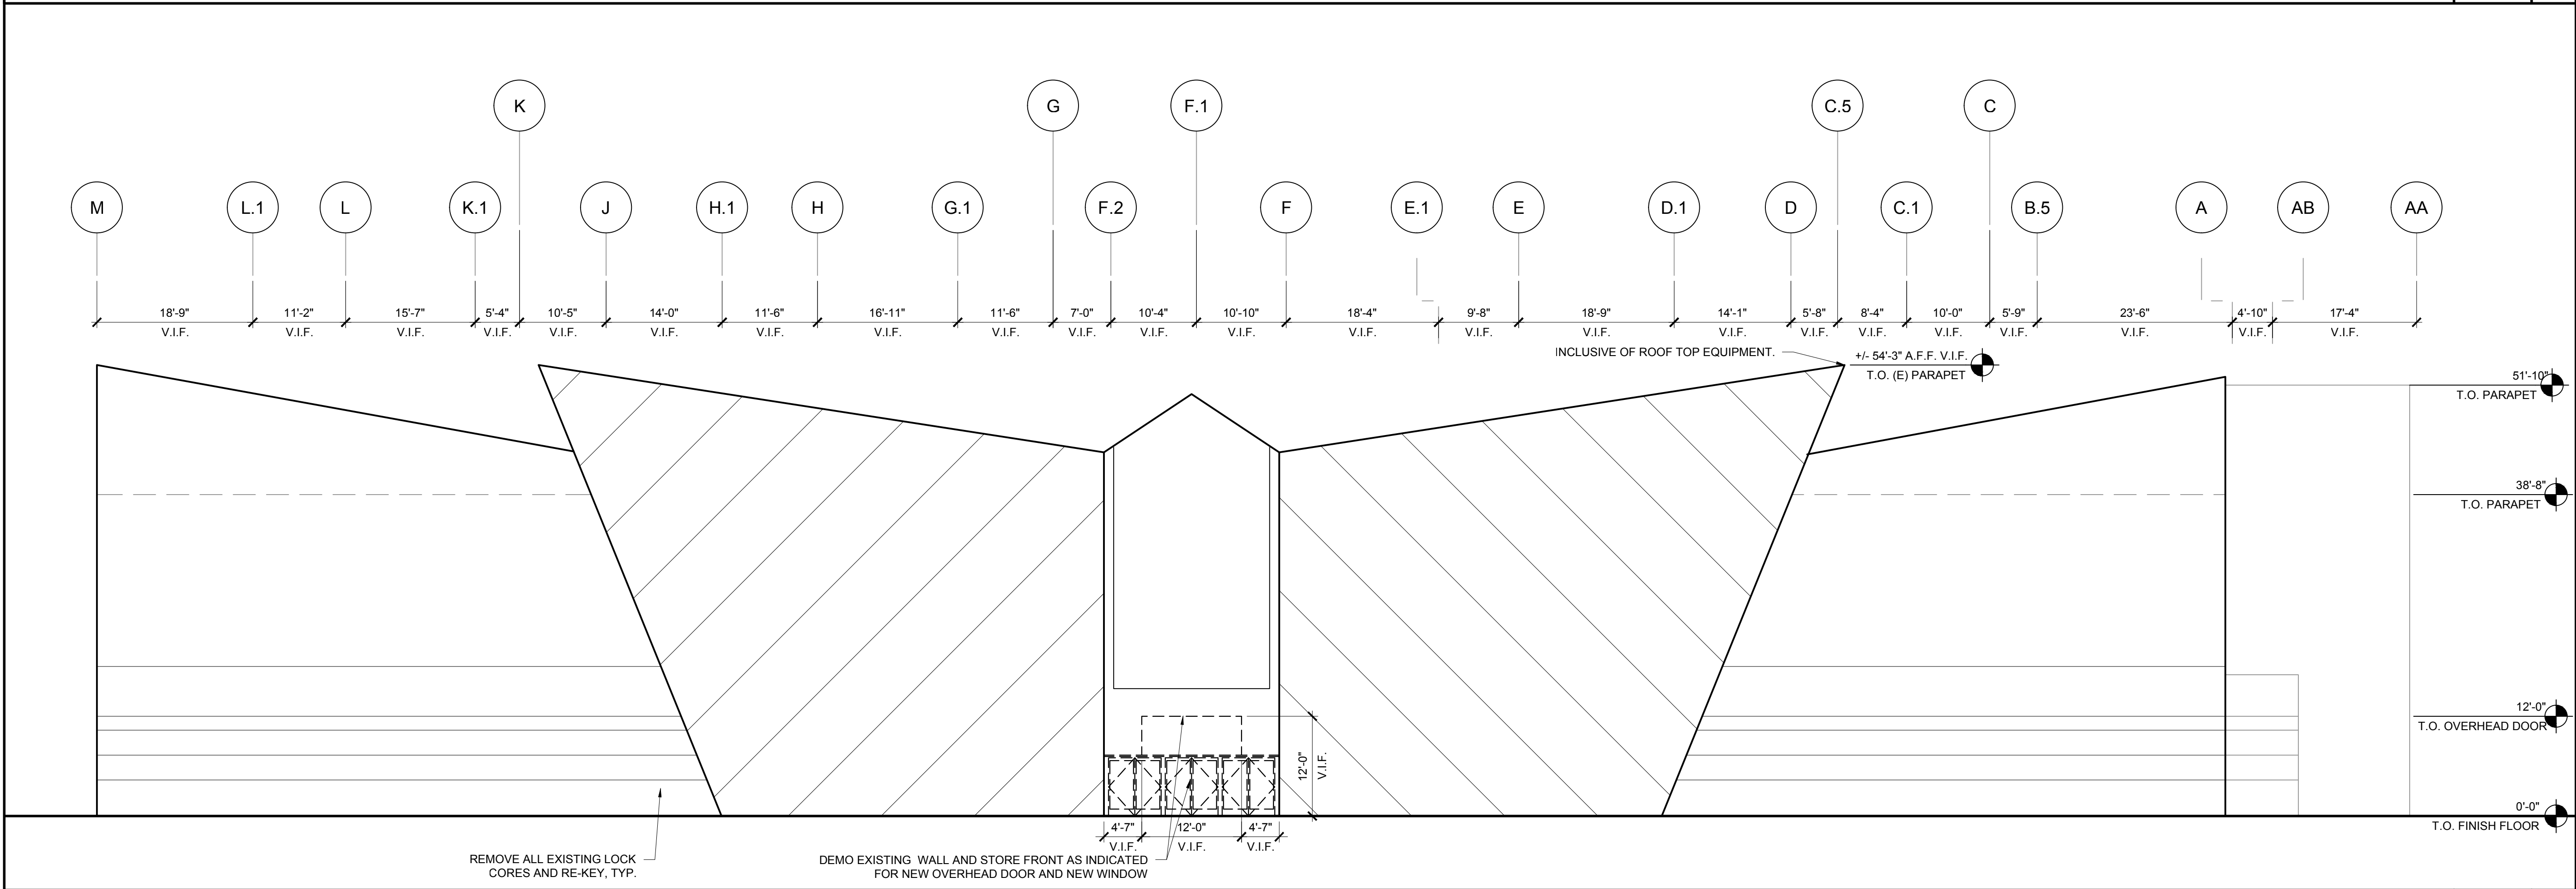 K
G
F.1
C.5
C
M
L.1
L
K.1
J
H.1
H
G.1
F.2
F
E.1
E
D.1
D
C.1
B.5
A
AB
AA
18'-9" 11'-2" 15'-7" 5'-4" 10'-5" 14'-0" 11'-6" 16'-11" 11'-6" 7'-0" 10'-4" 10'-10" 18'-4" 9'-8" 18'-9" 14'-1" 5'-8" 8'-4" 10'-0" 5'-9" 23'-6" 4'-10" 17'-4"
V.I.F. V.I.F. V.I.F. V.I.F. V.I.F. V.I.F. V.I.F. V.I.F. V.I.F. V.I.F. V.I.F. V.I.F. V.I.F. V.I.F. V.I.F. V.I.F. V.I.F. V.I.F. V.I.F. V.I.F. V.I.F. V.I.F. V.I.F.
INCLUSIVE OF ROOF TOP EQUIPMENT.
+/- 54'-3" A.F.F. V.I.F.
T.O. (E) PARAPET
51'-10"
T.O. PARAPET
38'-8"
T.O. PARAPET
12'-0"
T.O. OVERHEAD DOOR
12'-0"
V.I.F.
0'-0"
T.O. FINISH FLOOR
4'-7" 12'-0" 4'-7"
V.I.F. V.I.F. V.I.F.
REMOVE ALL EXISTING LOCK
CORES AND RE-KEY, TYP.
DEMO EXISTING WALL AND STORE FRONT AS INDICATED
FOR NEW OVERHEAD DOOR AND NEW WINDOW